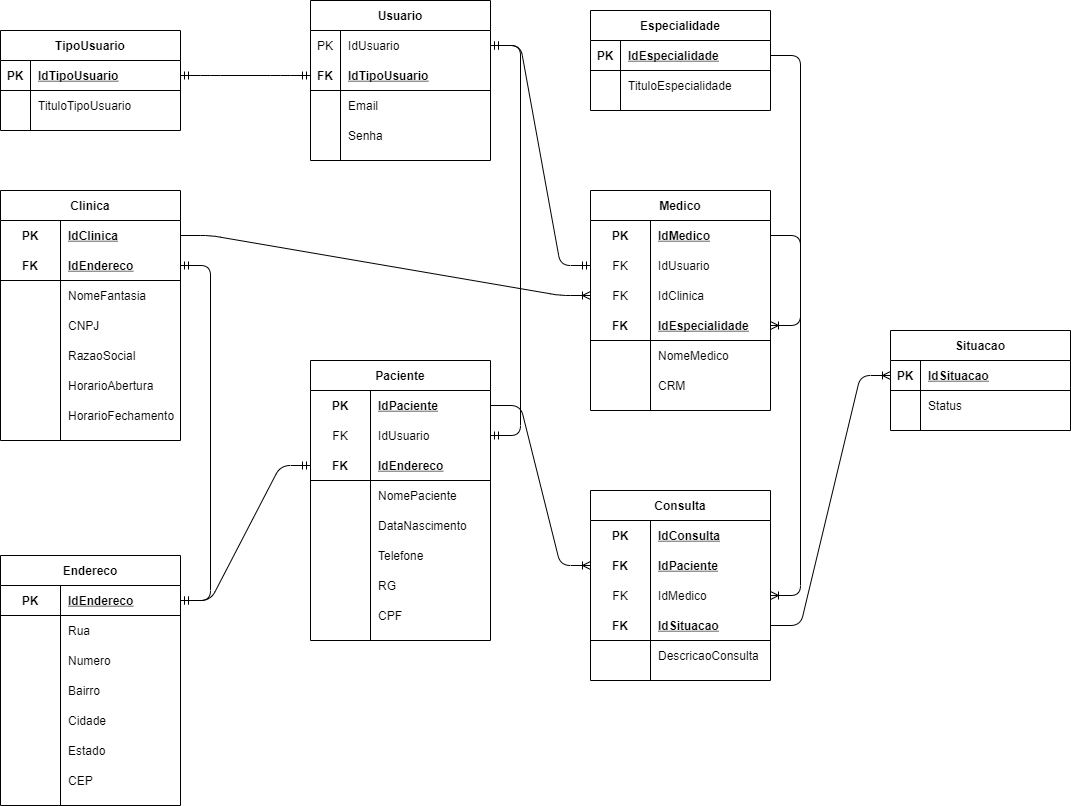 TipoUsuario
PK IdTipoUsuario
TituloTipoUsuario
Usuario
PK IdUsuario
FK IdTipoUsuario
Email
Senha
Especialidade
PK IdEspecialidade
TituloEspecialidade
Clinica
PK IdClinica
FK IdEndereco
NomeFantasia
CNPJ
RazaoSocial
HorarioAbertura
HorarioFechamento
Medico
PK IdMedico
FK IdUsuario
FK IdClinica
FK IdEspecialidade
NomeMedico
CRM
Situacao
PK IdSituacao
Status
Paciente
PK IdPaciente
FK IdUsuario
FK IdEndereco
NomePaciente
DataNascimento
Telefone
RG
CPF
Consulta
PK IdConsulta
FK IdPaciente
FK IdMedico
FK IdSituacao
DescricaoConsulta
Endereco
PK IdEndereco
Rua
Numero
Bairro
Cidade
Estado
CEP